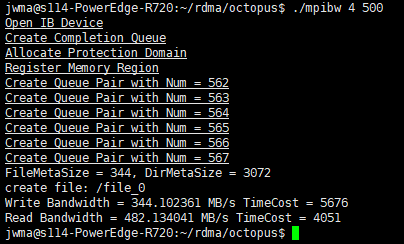 jwma@s114-PowerEdge-R720:~/rdma/octopus$ ./mpibw 4 500
Open IB Device
Create Completion Queue
Allocate Protection Domain
Register Memory Region
Create Queue Pair with Num = 562
Create Queue Pair with Num = 563
Create Queue Pair with Num = 564
Create Queue Pair with Num = 565
Create Queue Pair with Num = 566
Create Queue Pair with Num = 567
FileMetaSize = 344, DirMetaSize = 3072
create file: /file_0
Write Bandwidth = 344.102361 MB/s TimeCost = 5676
Read Bandwidth = 482.134041 MB/s TimeCost = 4051
jwma@s114-PowerEdge-R720:~/rdma/octopus$